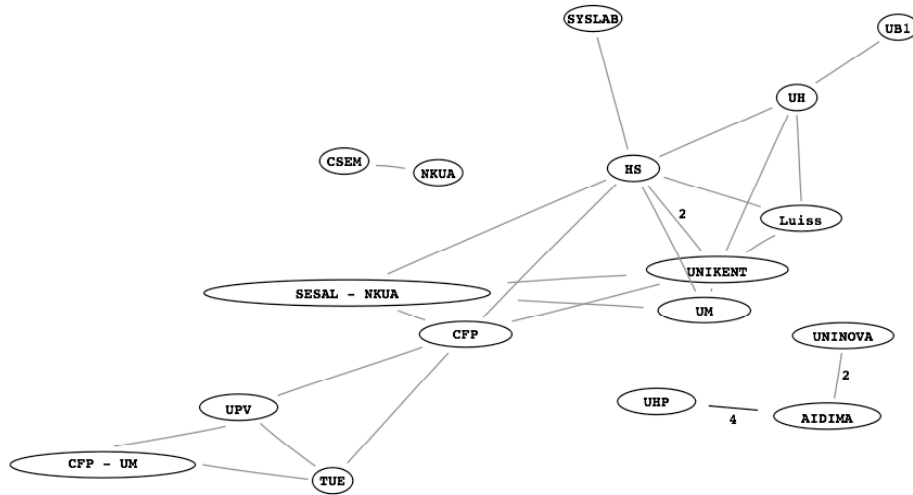 SYSLAB
UB1
UH
CSEM
NKUA
HS
2
Luiss
UNIKENT
SESAL - NKUA
UM
CFP
UNINOVA
2
UPV
UHP
4
AIDIMA
CFP - UM
TUE